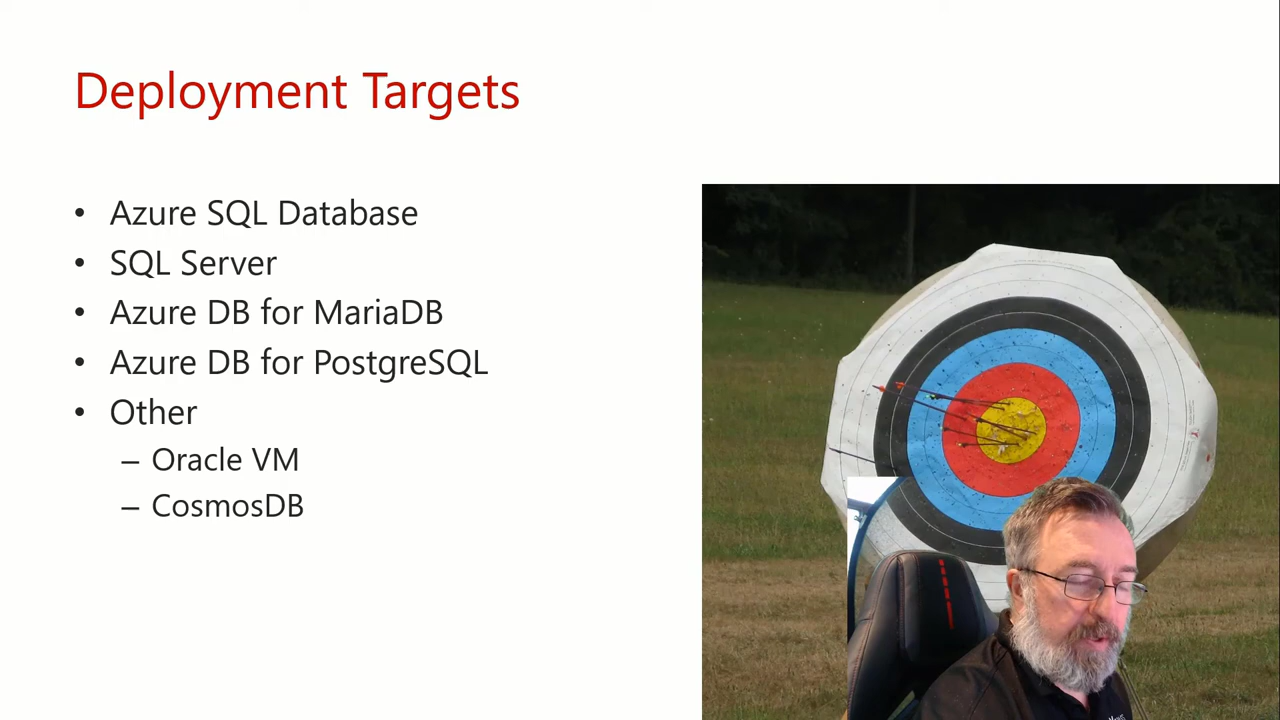 Deployment Targets
• Azure SQL Database
• SQL Server
• Azure DB for MariaDB
• Azure DB for PostgreSQL
• Other
– Oracle VM
– CosmosDB